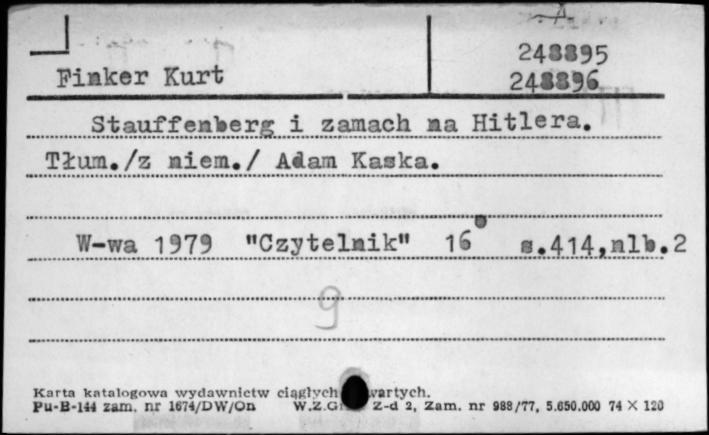 A.
248895
Finker Kurt
248896
Stauffenberg i zamach na Hitlera.
Tłum./z niem./ Adam Kaska.
W-wa 1979 "Czytelnik" 16° s.414,nlb.2
9
Karta katalogowa wydawnictw ciągłych
Pu-B-144 zam. nr 1674/DW/On W.Z.G. Z-d 2, Zam. nr 988/77, 5.650.000 74 X 120